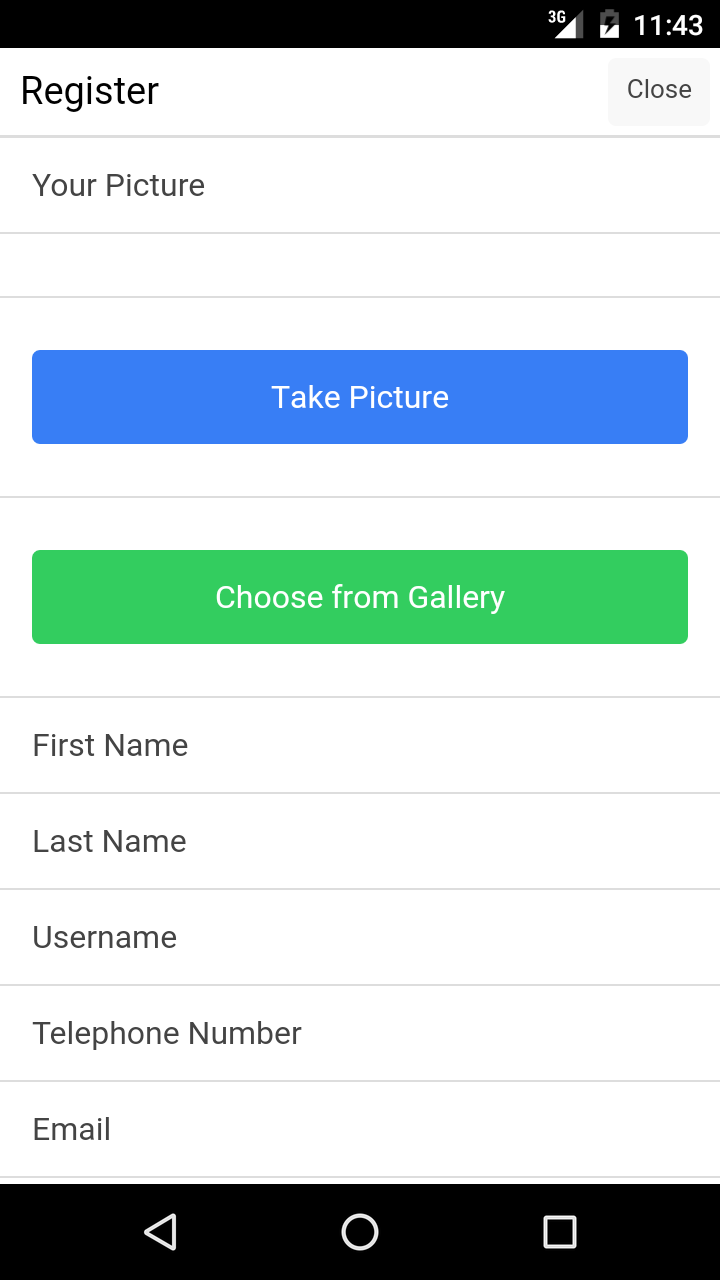 3G 11:43
Register Close
Your Picture
Take Picture
Choose from Gallery
First Name
Last Name
Username
Telephone Number
Email